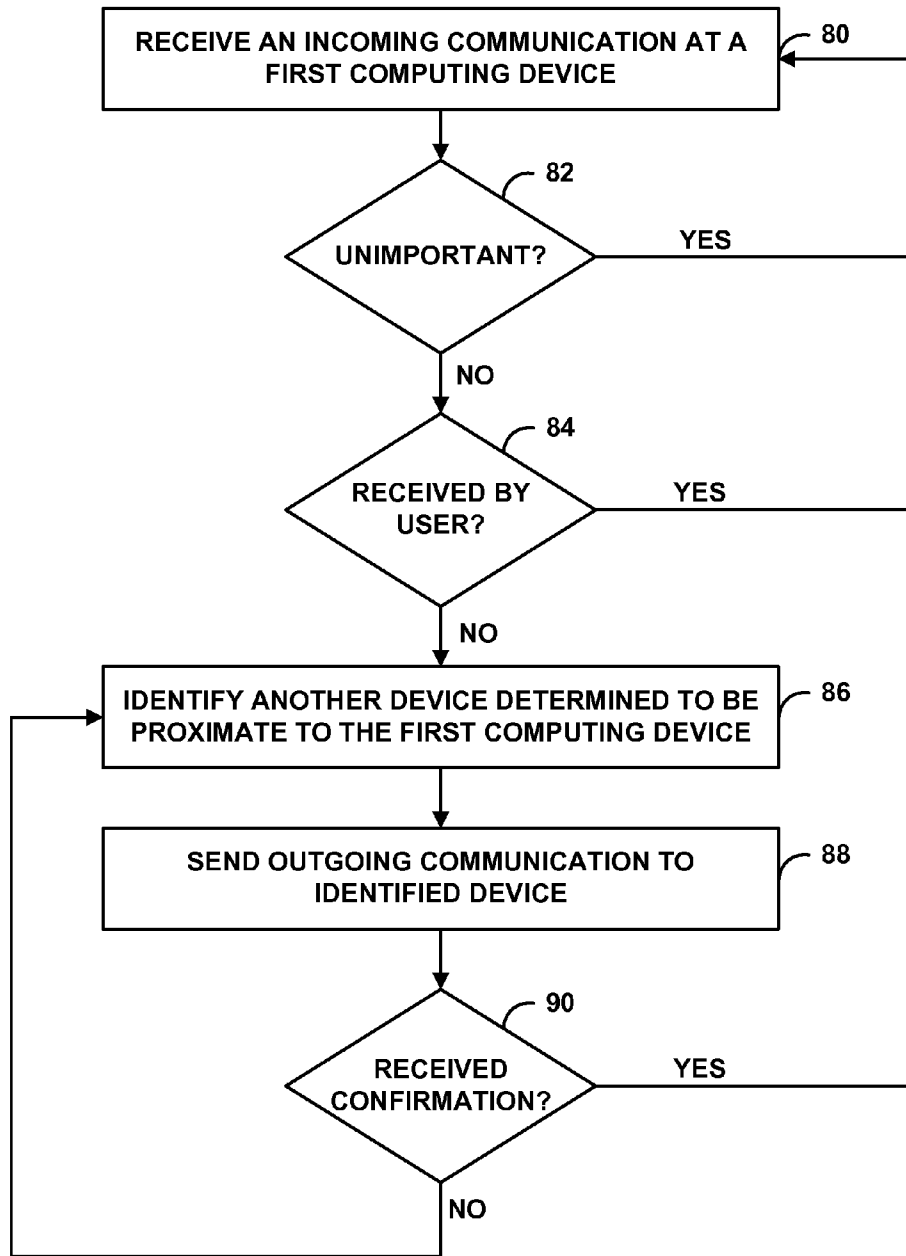 RECEIVE AN INCOMING COMMUNICATION AT A
FIRST COMPUTING DEVICE
80
82
UNIMPORTANT?
YES
NO
84
RECEIVED BY
USER?
YES
NO
IDENTIFY ANOTHER DEVICE DETERMINED TO BE
PROXIMATE TO THE FIRST COMPUTING DEVICE
86
SEND OUTGOING COMMUNICATION TO
IDENTIFIED DEVICE
88
90
RECEIVED
CONFIRMATION?
YES
NO